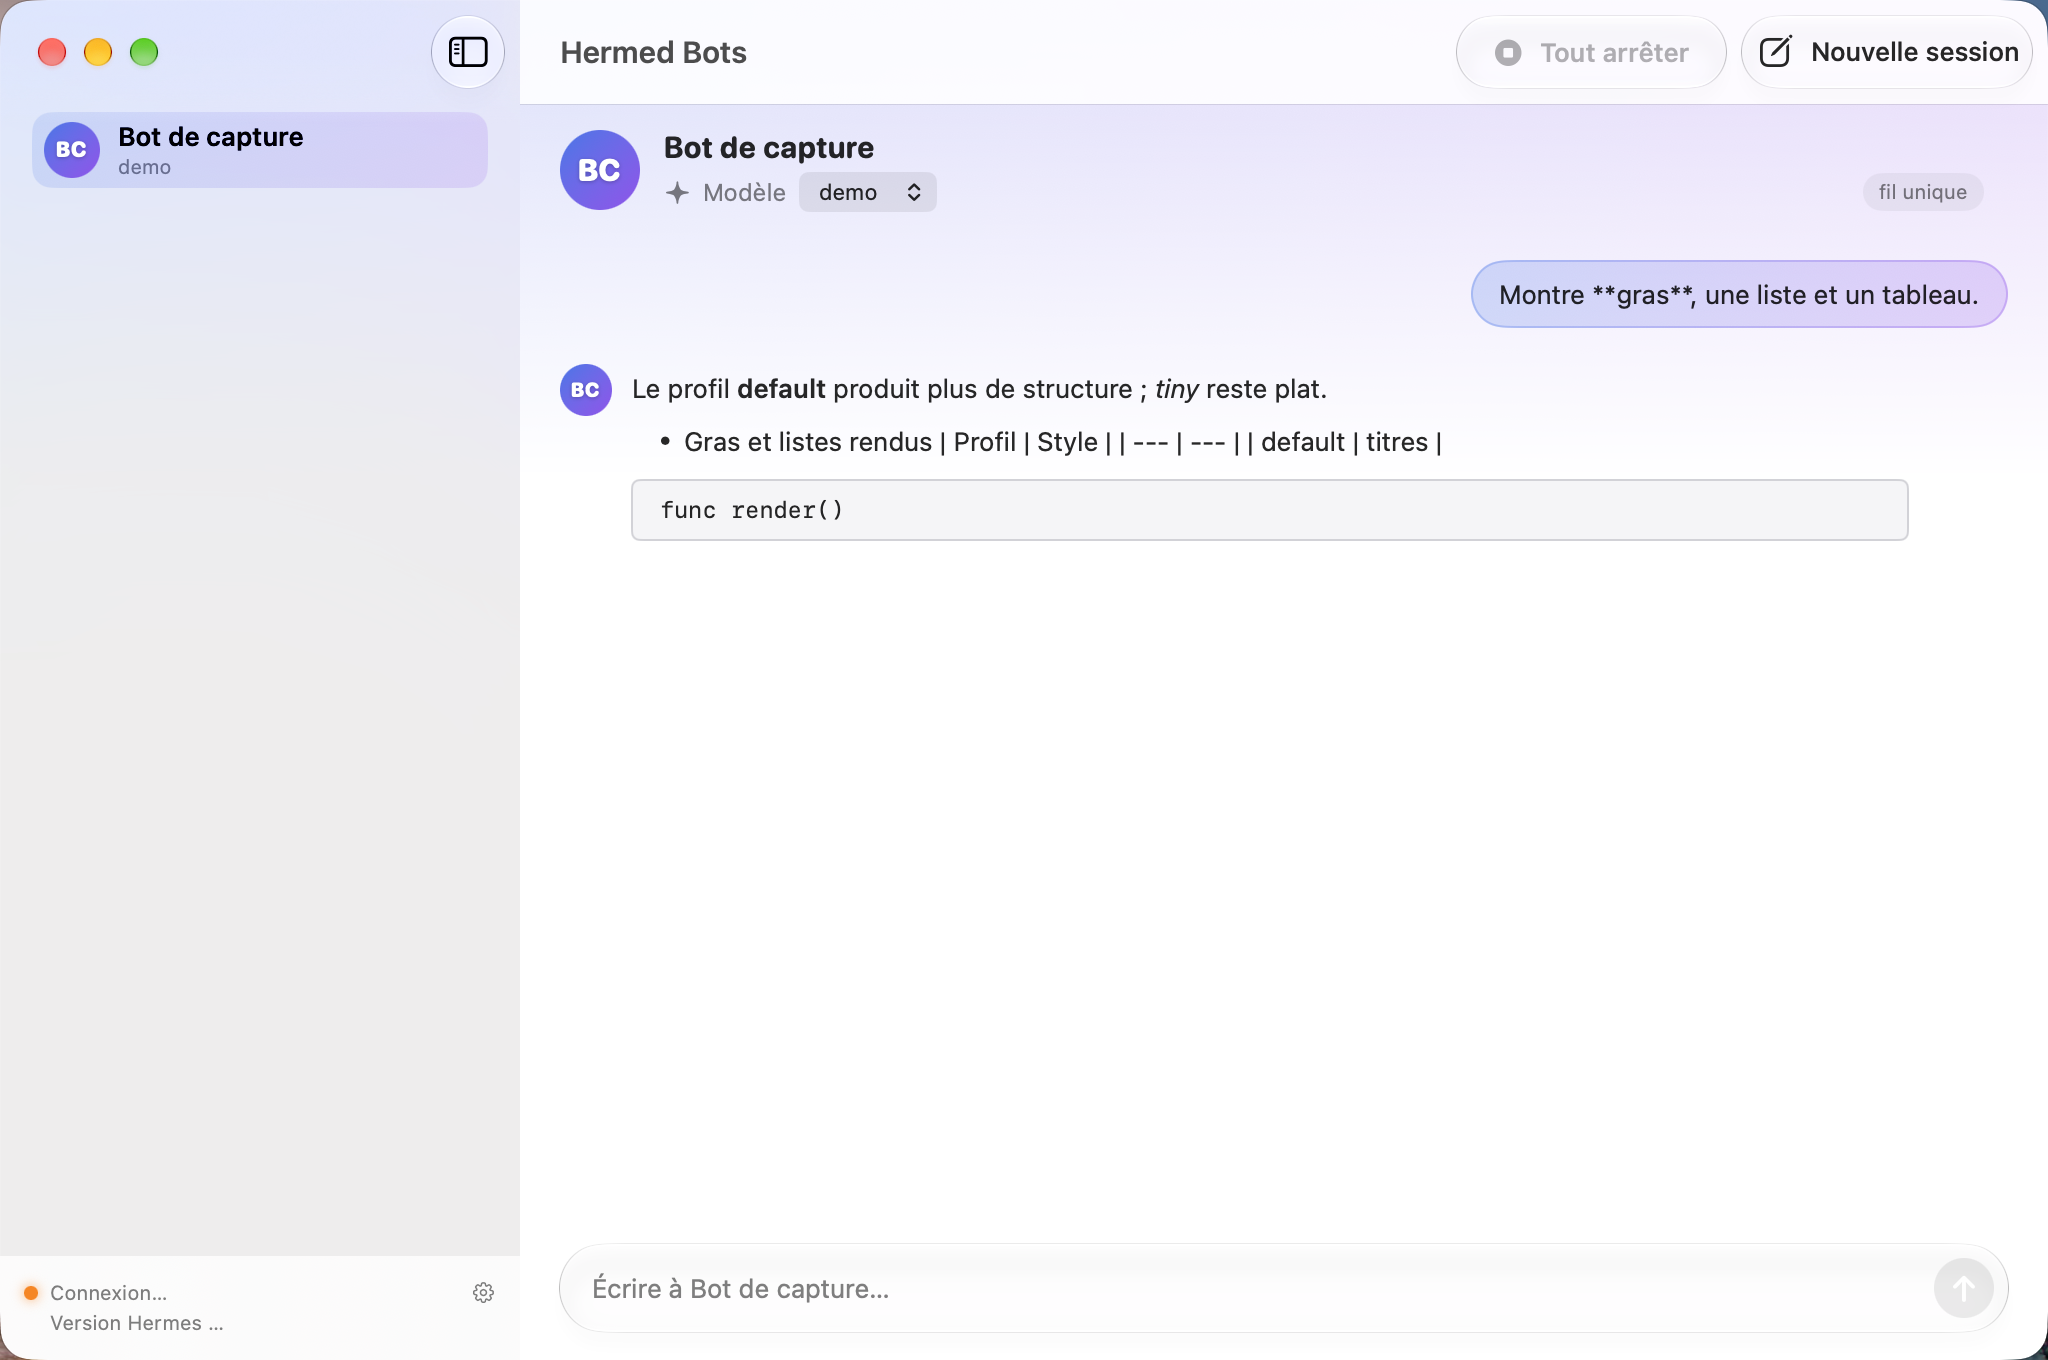 Hermed Bots
Tout arrêter
Nouvelle session
BC
Bot de capture
demo
BC
Bot de capture
Modèle
demo
fil unique
Montre **gras**, une liste et un tableau.
BC
Le profil default produit plus de structure ; tiny reste plat.
• Gras et listes rendus | Profil | Style | | --- | --- | | default | titres |
func render()
Écrire à Bot de capture...
Connexion...
Version Hermes ...